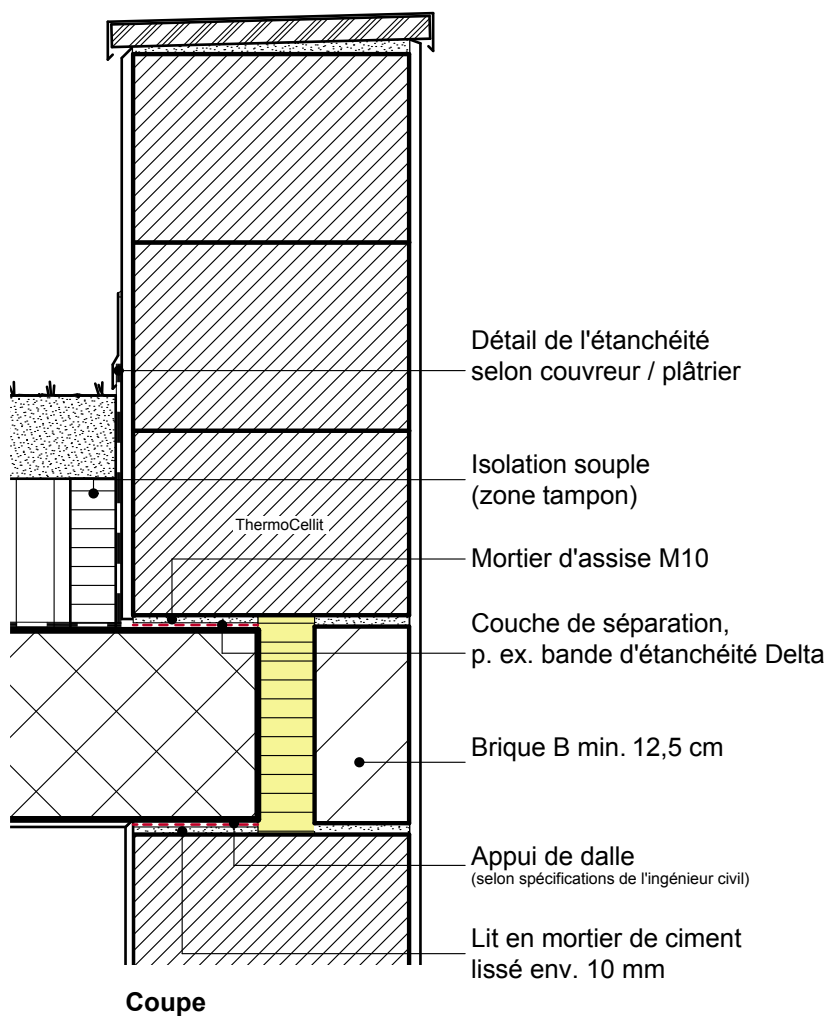 Détail de l'étanchéité
selon couvreur / plâtrier
Isolation souple
(zone tampon)
ThermoCellit
Mortier d'assise M10
Couche de séparation,
p. ex. bande d'étanchéité Delta
Brique B min. 12,5 cm
Appui de dalle
(selon spécifications de l'ingénieur civil)
Lit en mortier de ciment
lissé env. 10 mm
Coupe